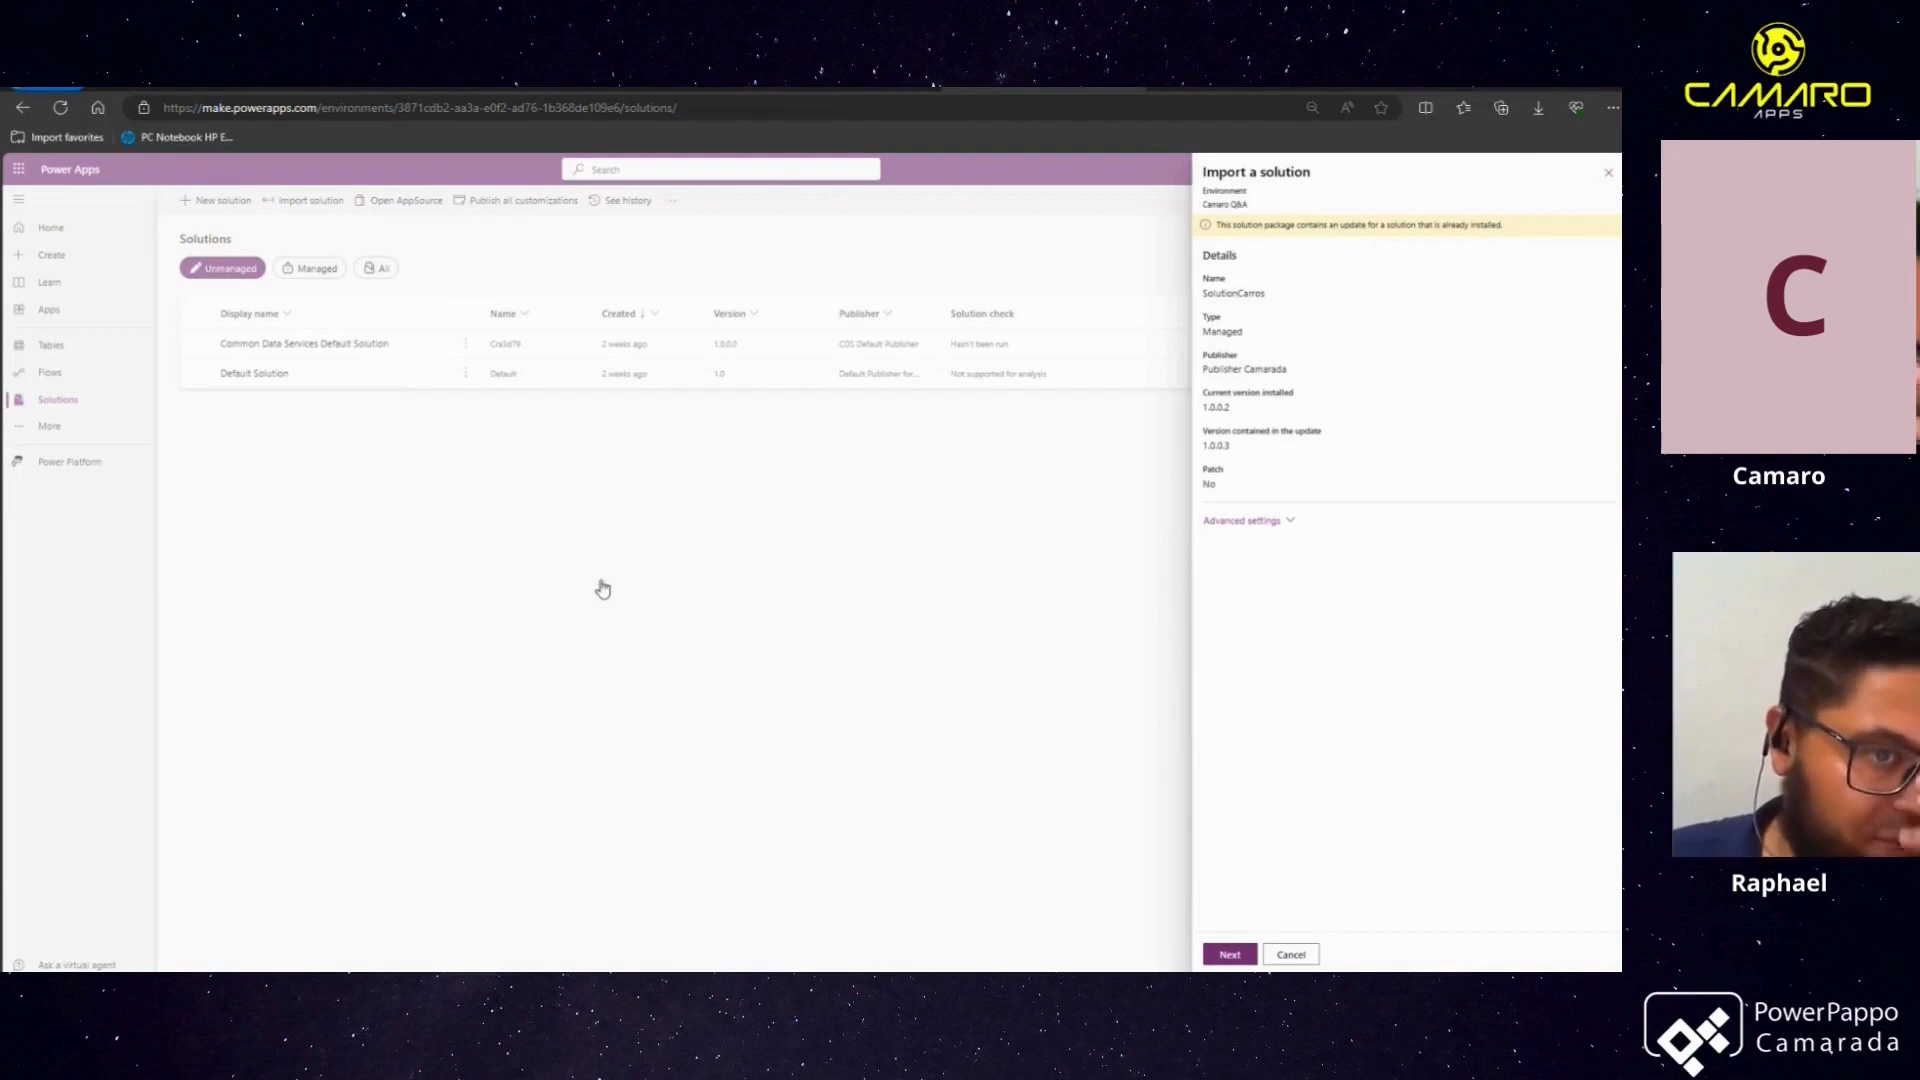 CAMARO
APPS
https://make.powerapps.com/environments/3871cdb2-aa3a-e0f2-ad76-1b368de109e6/solutions/
Import favorites
PC Notebook HP E...
Power Apps
Search
New solution
Import solution
Open AppSource
Publish all customizations
See history
Home
Create
Learn
Apps
Tables
Flows
Solutions
More
Power Platform
Ask a virtual agent
Solutions
Unmanaged
Managed
All
Display name Name Created Version Publisher Solution check
Common Data Services Default Solution Cra3d79 2 weeks ago 1.0.0.0 CDS Default Publisher Hasn't been run
Default Solution Default 2 weeks ago 1.0 Default Publisher for... Not supported for analysis
Import a solution
Environment
Camaro Q&A
This solution package contains an update for a solution that is already installed.
Details
Name
SolutionCarros
Type
Managed
Publisher
Publisher Camarada
Current version installed
1.0.0.2
Version contained in the update
1.0.0.3
Patch
No
Advanced settings
Next
Cancel
C
Camaro
Raphael
PowerPappo
Camarada